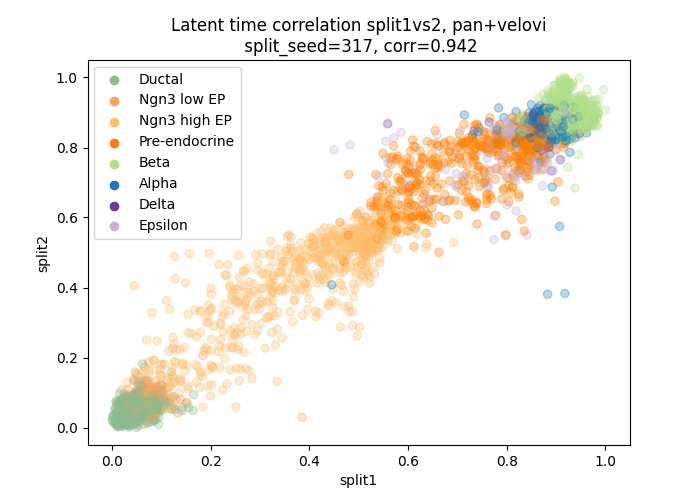 Latent time correlation split1vs2, pan+velovi
split_seed=317, corr=0.942
Ductal
Ngn3 low EP
Ngn3 high EP
Pre-endocrine
Beta
Alpha
Delta
Epsilon
1.0
0.8
0.6
0.4
0.2
0.0
split2
0.0 0.2 0.4 0.6 0.8 1.0
split1